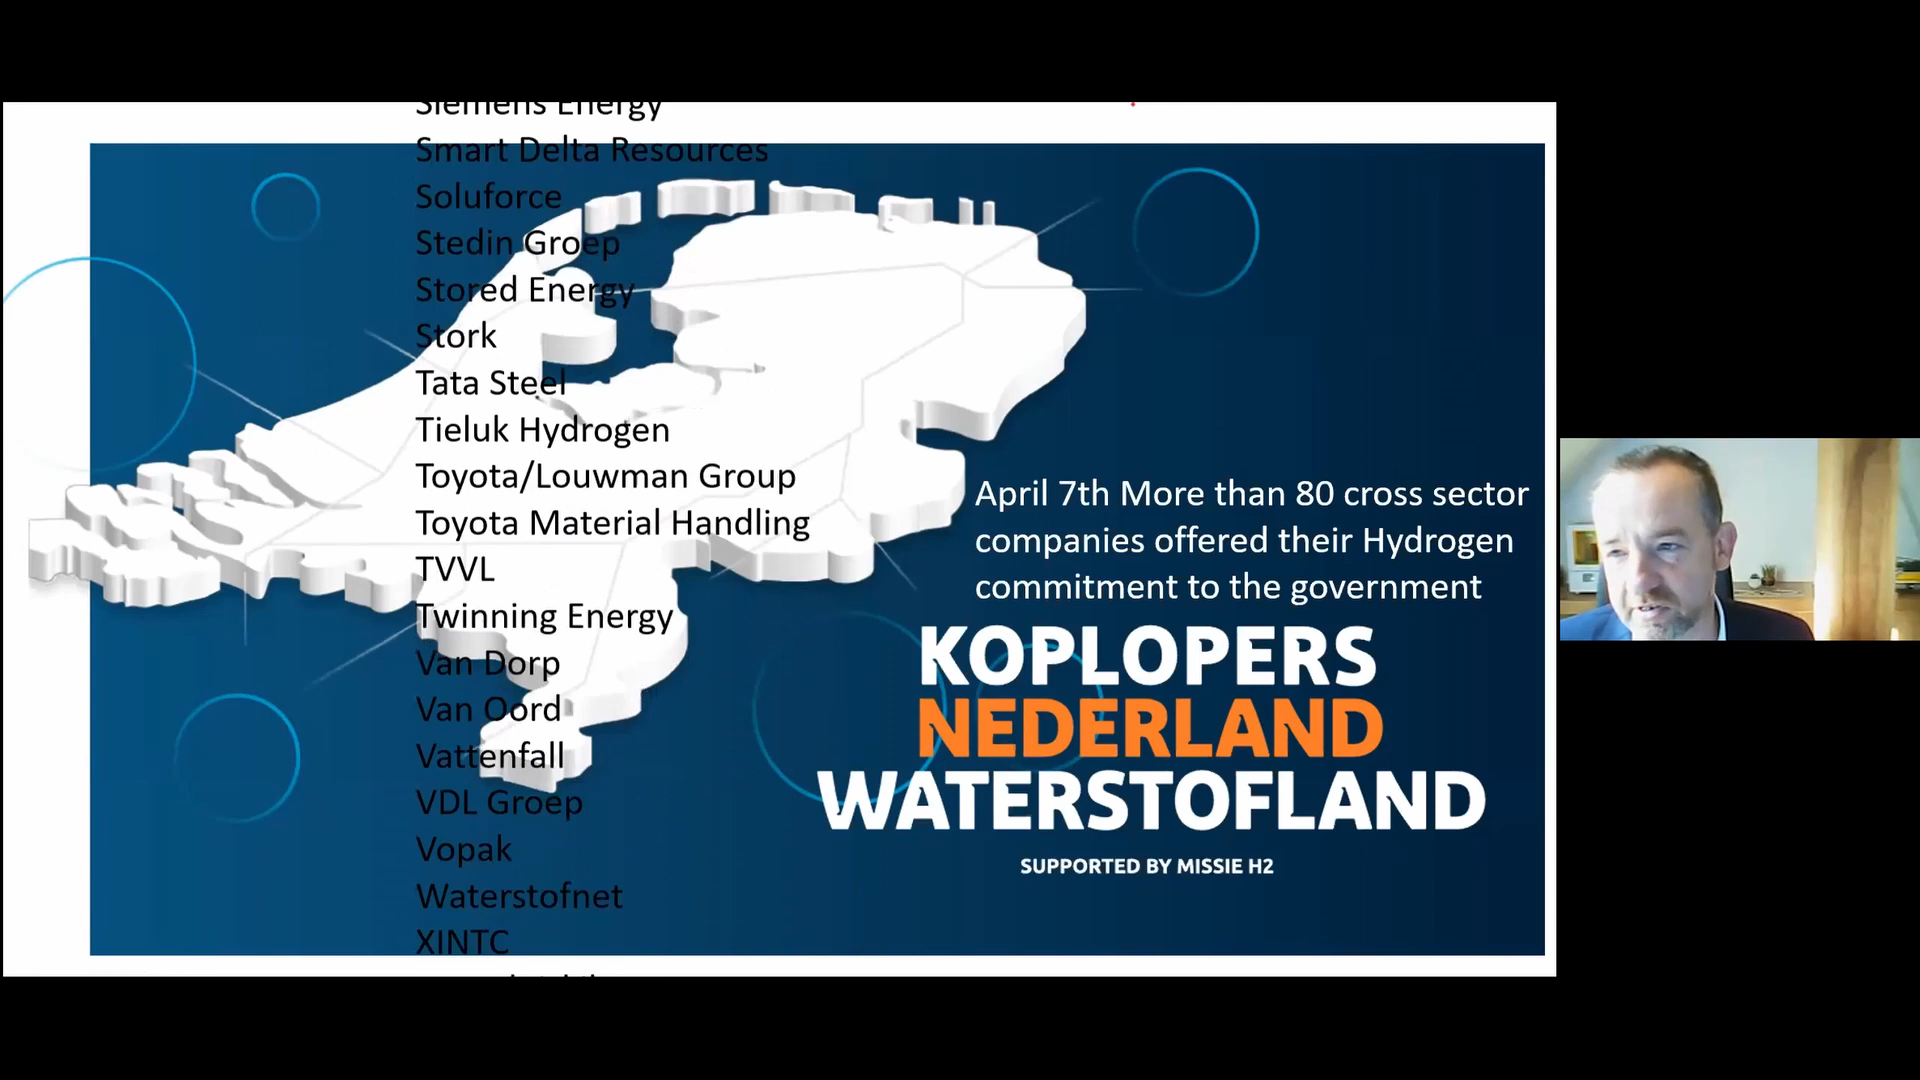 Siemens Energy
Smart Delta Resources
Soluforce
Stedin Groep
Stored Energy
Stork
Tata Steel
Tieluk Hydrogen
Toyota/Louwman Group
Toyota Material Handling
TVVL
Twinning Energy
Van Dorp
Van Oord
Vattenfall
VDL Groep
Vopak
Waterstofnet
XINTC
April 7th More than 80 cross sector
companies offered their Hydrogen
commitment to the government
KOPLOPERS
NEDERLAND
WATERSTOFLAND
SUPPORTED BY MISSIE H2